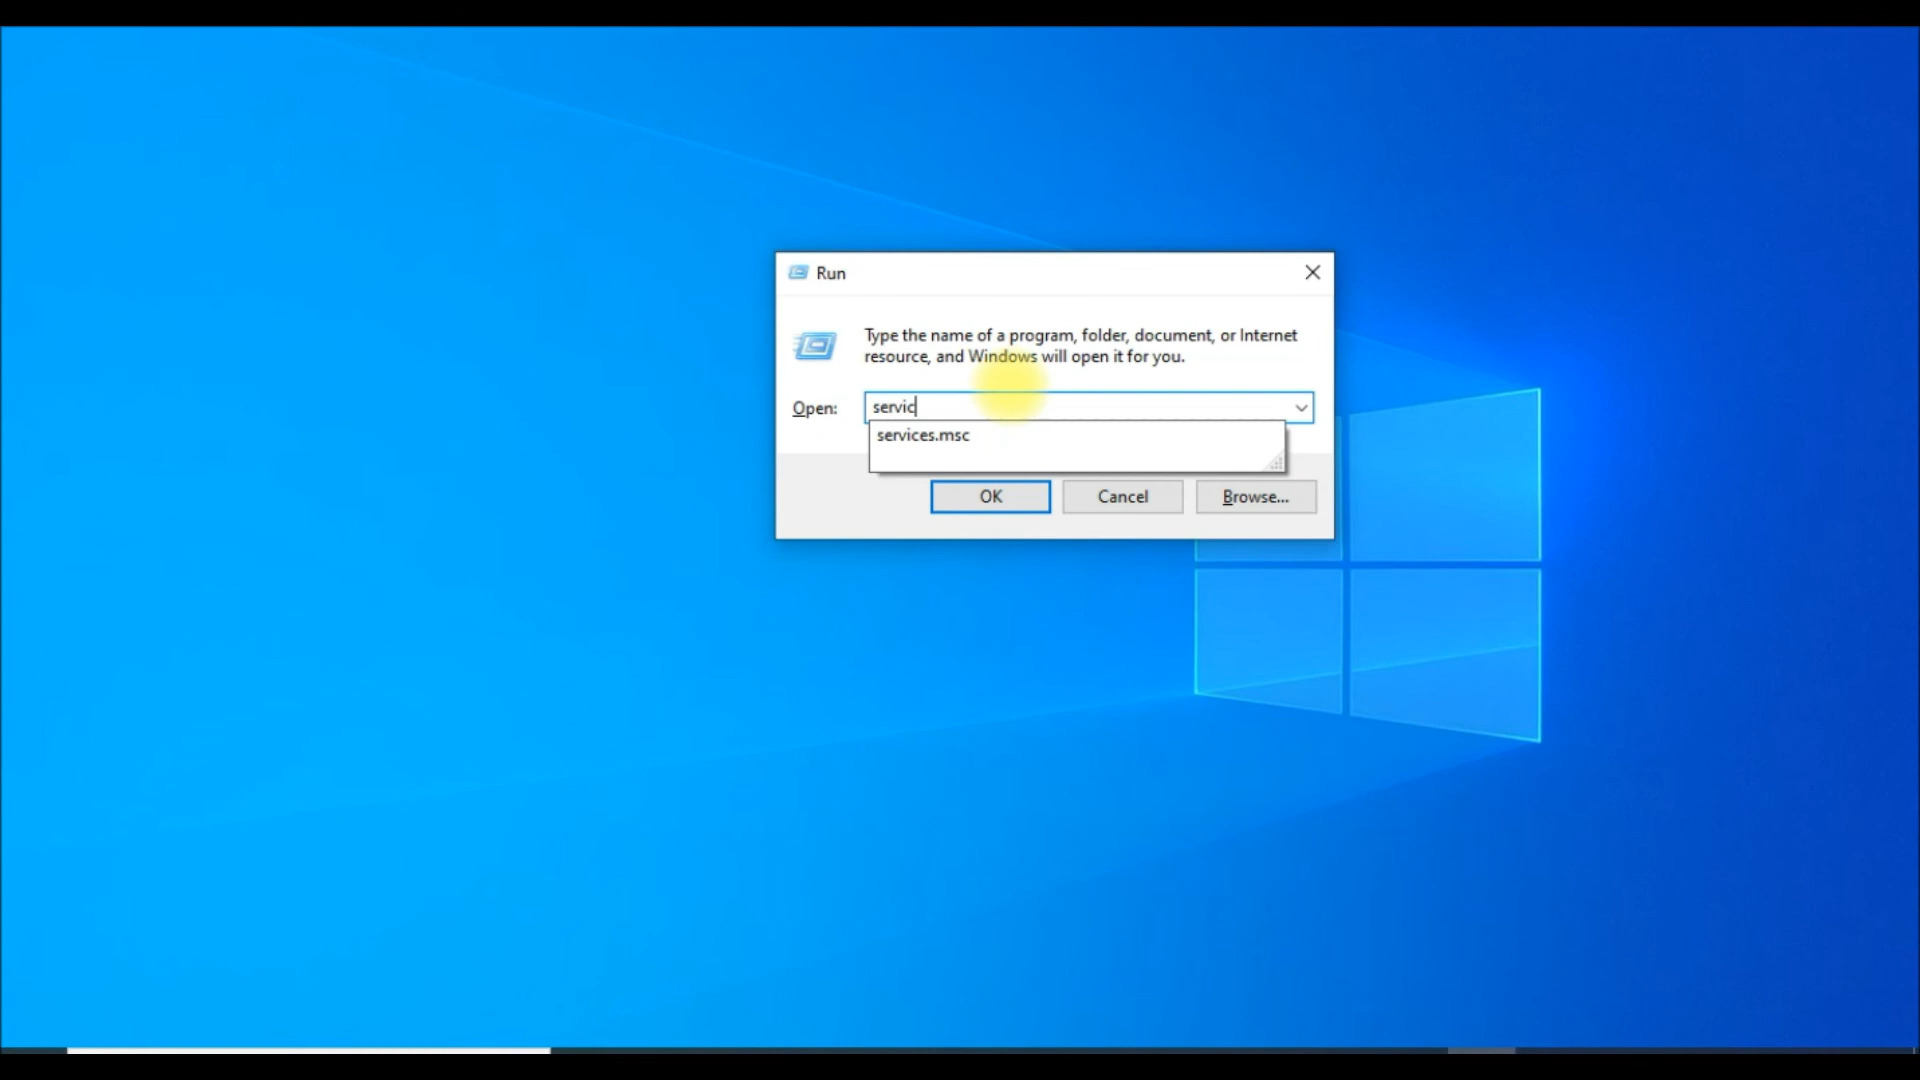 Run
Type the name of a program, folder, document, or Internet
resource, and Windows will open it for you.
Open:
servic
services.msc
OK
Cancel
Browse...